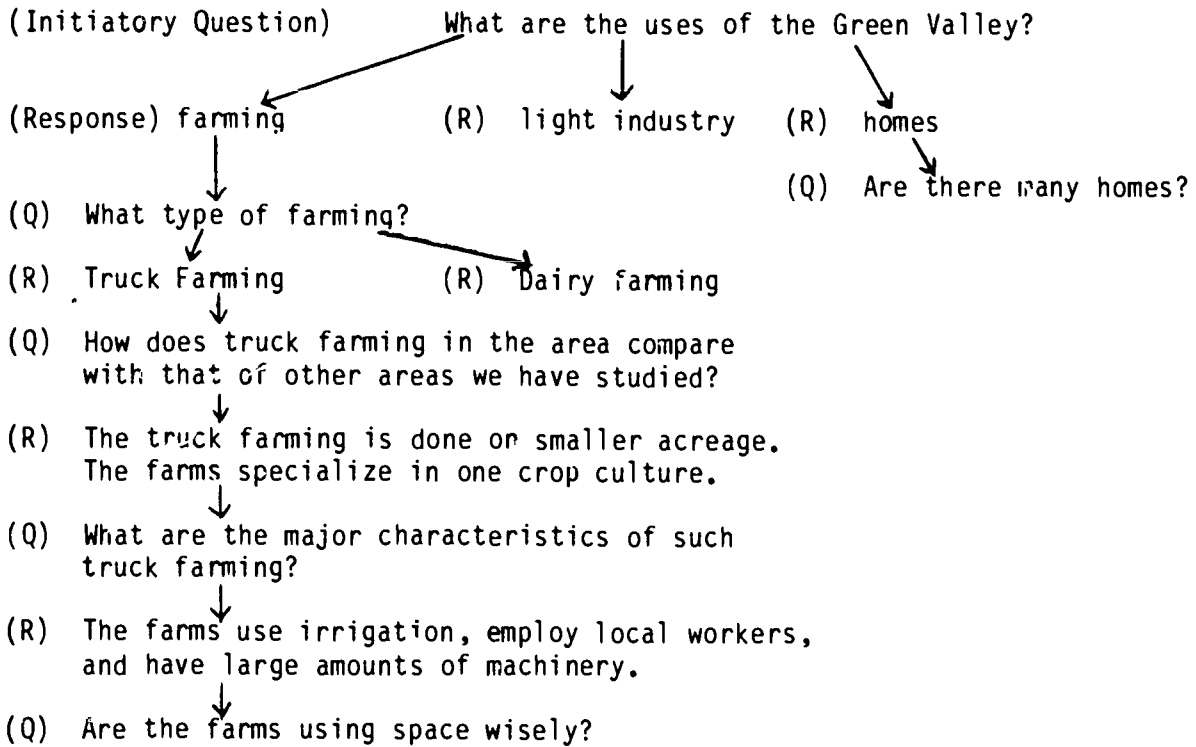 (Initiatory Question) What are the uses of the Green Valley?
(Response) farming (R) light industry (R) homes
(Q) Are there many homes?
(Q) What type of farming?
(R) Truck Farming (R) Dairy farming
(Q) How does truck farming in the area compare
with that of other areas we have studied?
(R) The truck farming is done on smaller acreage.
The farms specialize in one crop culture.
(Q) What are the major characteristics of such
truck farming?
(R) The farms use irrigation, employ local workers,
and have large amounts of machinery.
(Q) Are the farms using space wisely?